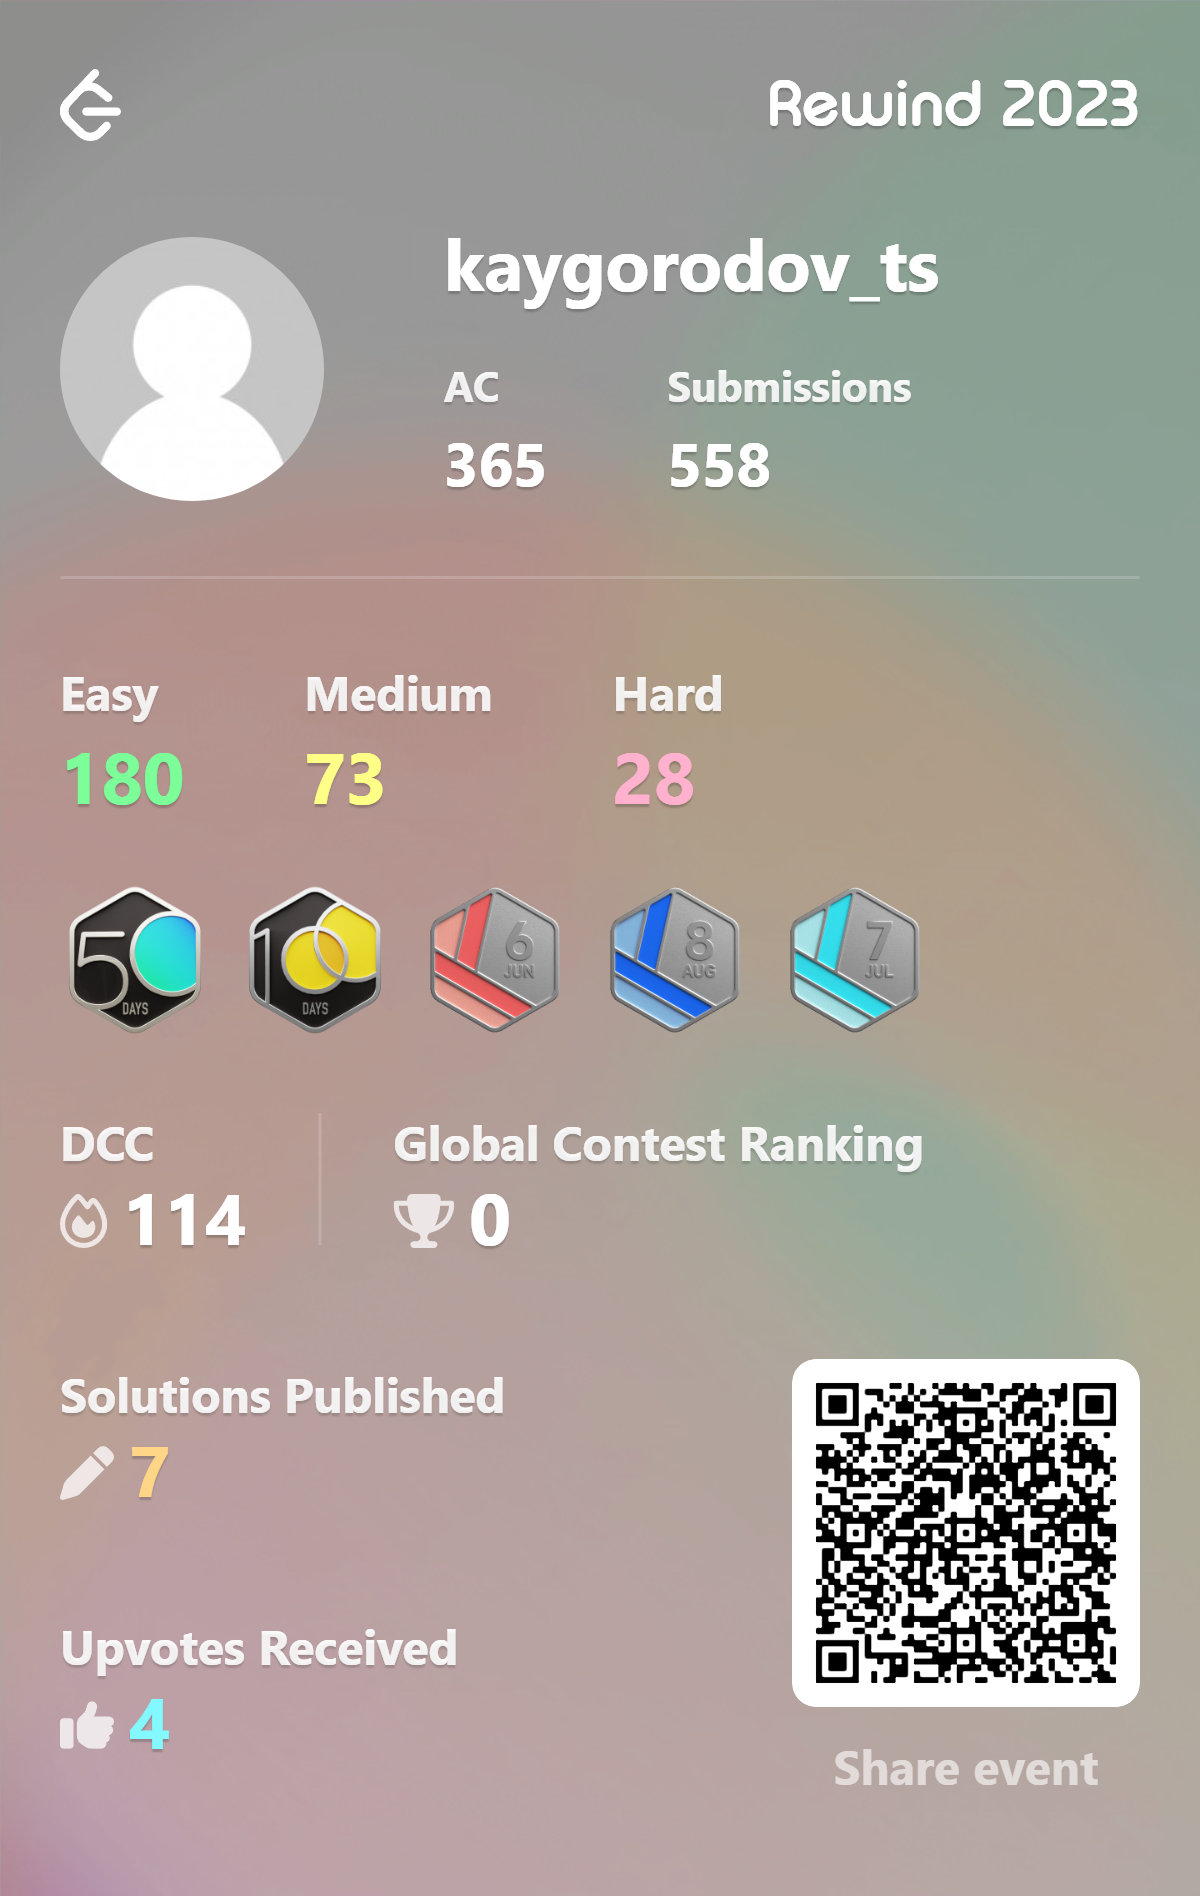 Rewind 2023
kaygorodov_ts
AC Submissions
365 558
Easy Medium Hard
180 73 28
50 DAYS
100 DAYS
6 JUN
8 AUG
7 JUL
DCC Global Contest Ranking
114 0
Solutions Published
7
Upvotes Received
4
Share event